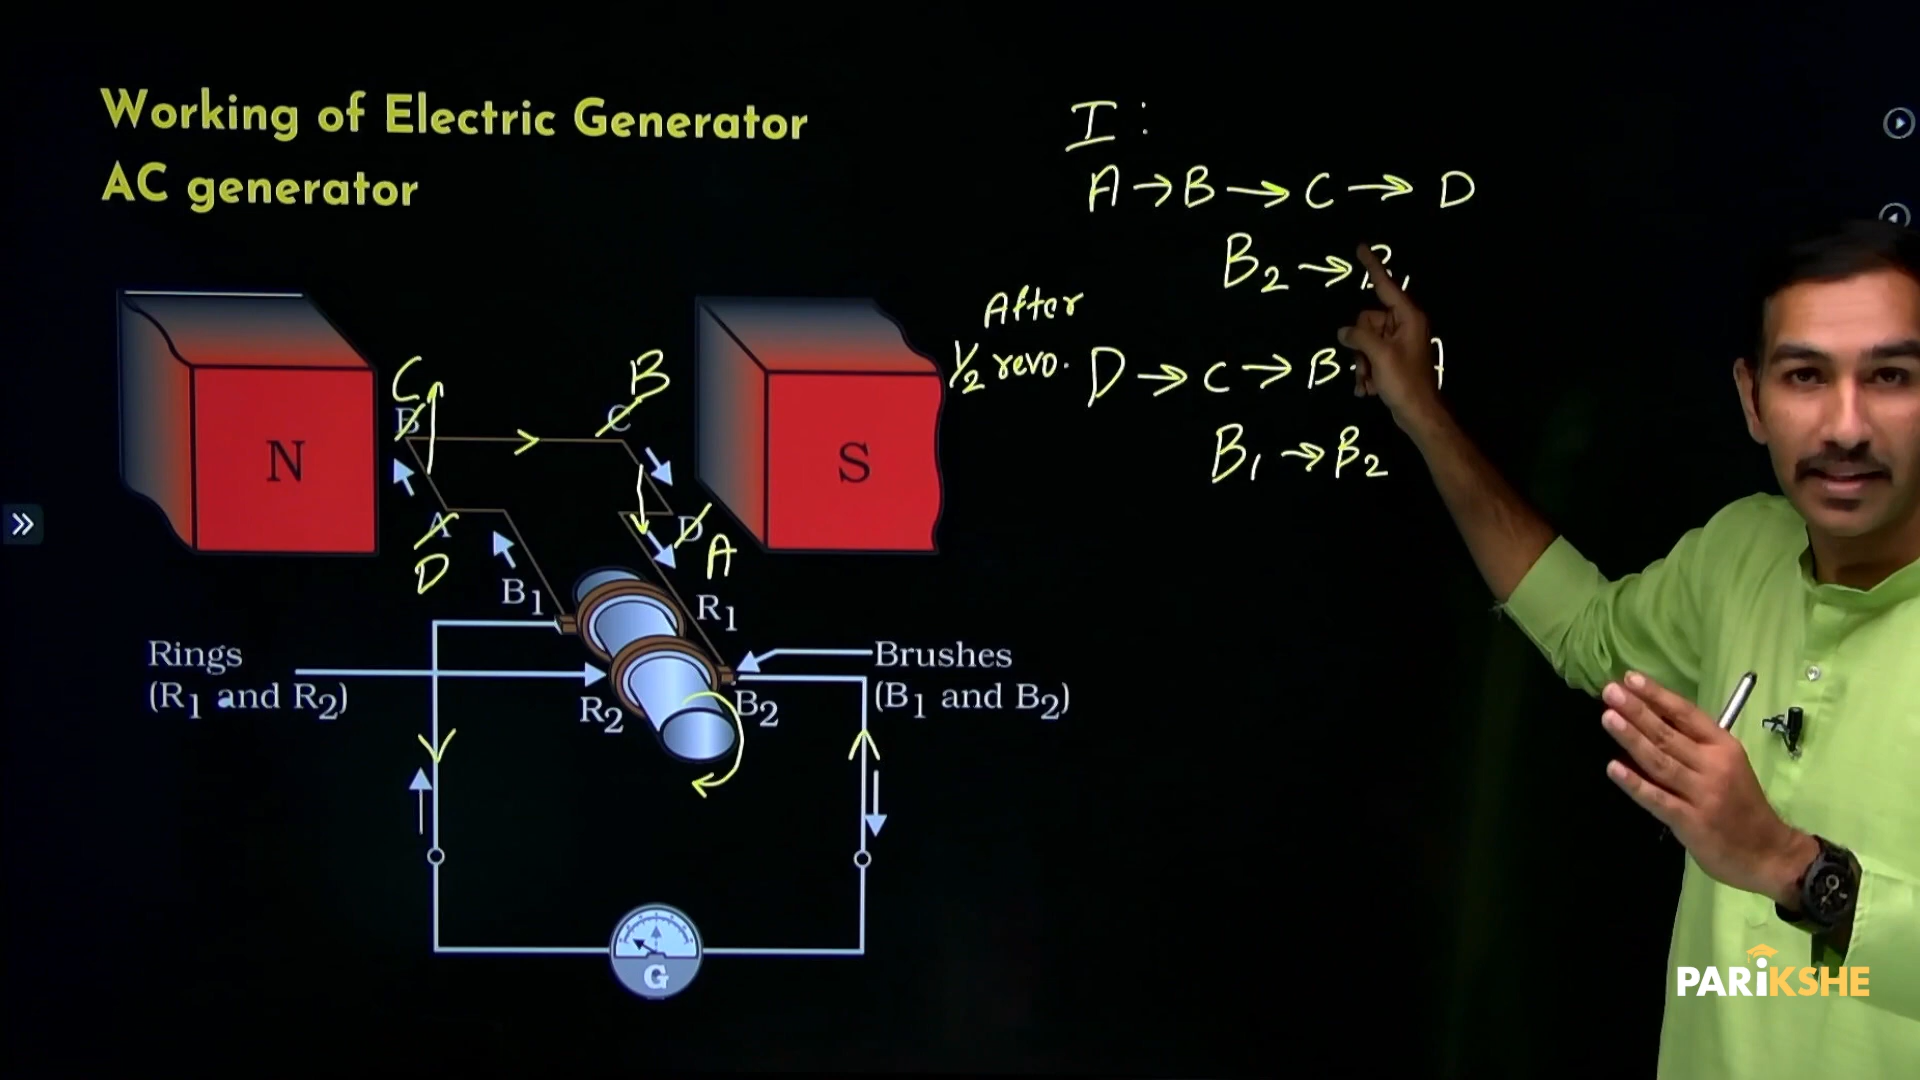 Working of Electric Generator
AC generator
I :
A → B → C → D
B2 →
After
1/2 revo. D → C → B
B1 → B2
C
B
B
C
N
S
A
D
D
A
B1
R1
Rings
(R1 and R2)
Brushes
(B1 and B2)
R2
B2
G
PARiKSHE